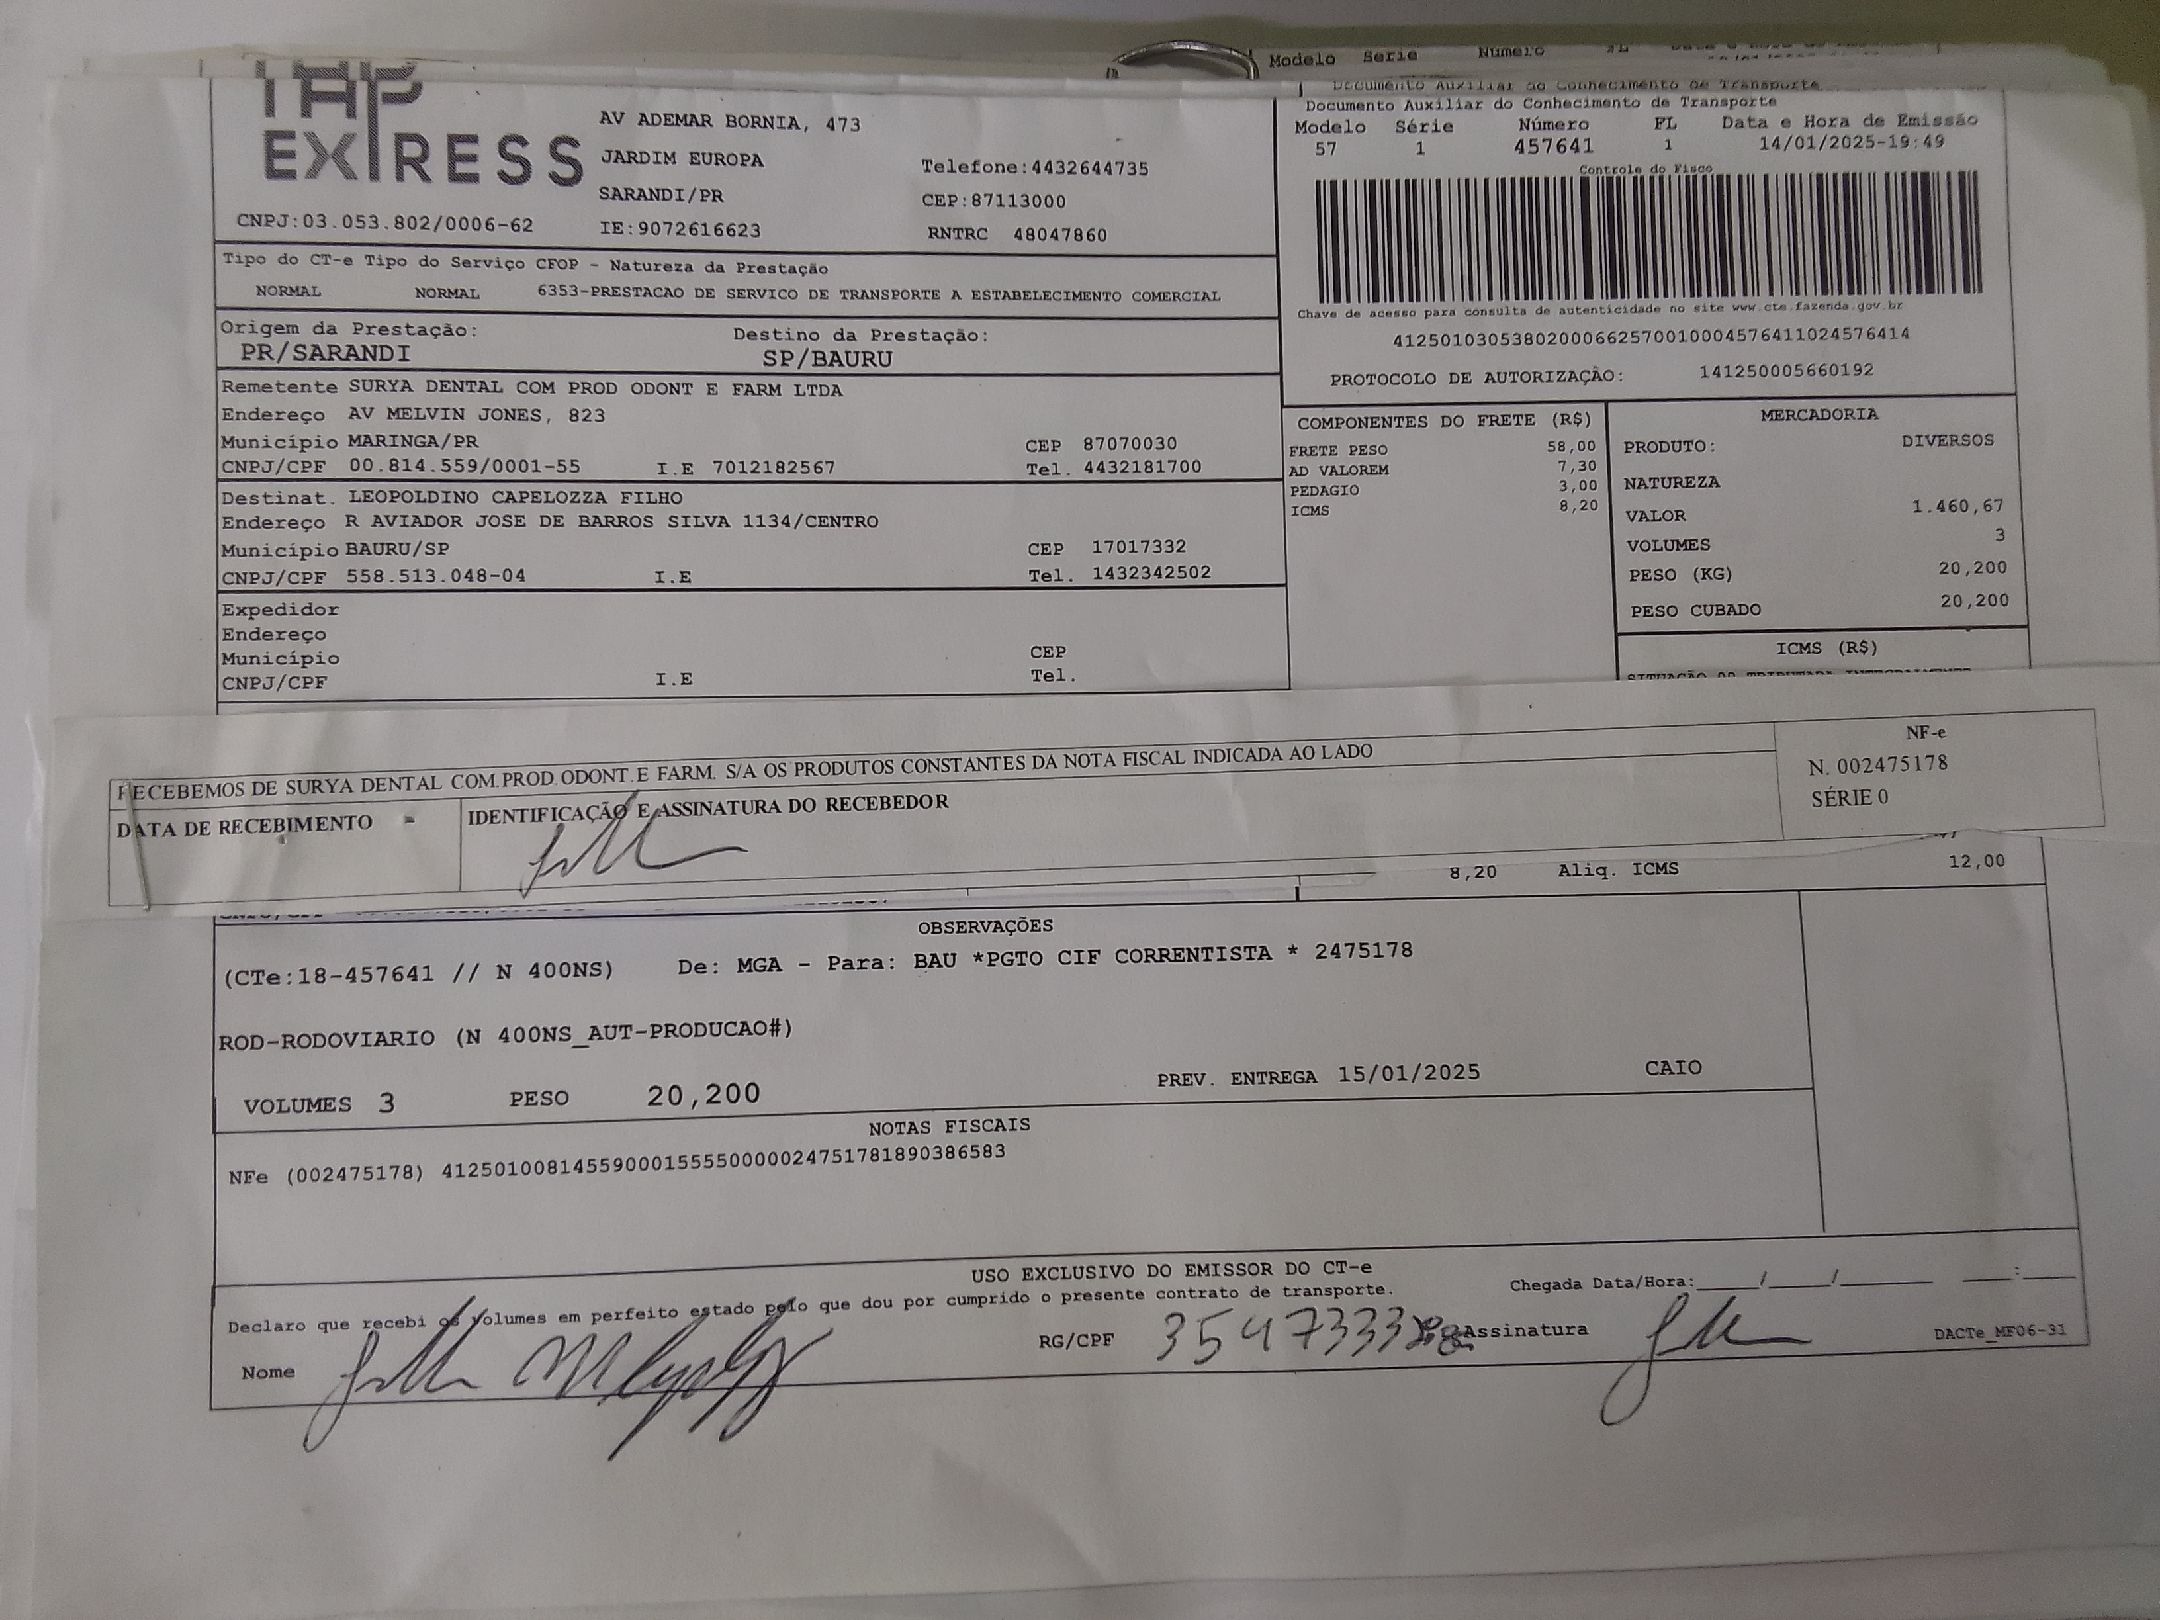 Modelo Serie Número
Documento Auxiliar do Conhecimento de Transporte
EXPRESS
AV ADEMAR BORNIA, 473
JARDIM EUROPA
SARANDI/PR
IE:9072616623
Telefone:4432644735
CEP:87113000
RNTRC 48047860
CNPJ:03.053.802/0006-62
Documento Auxiliar do Conhecimento de Transporte
Modelo Série Número FL Data e Hora de Emissão
57 1 457641 1 14/01/2025-19:49
Controle do Fisco
Chave de acesso para consulta de autenticidade no site www.cte.fazenda.gov.br
41250103053802000662570010004576411024576414
PROTOCOLO DE AUTORIZAÇÃO: 141250005660192
Tipo do CT-e Tipo do Serviço CFOP - Natureza da Prestação
NORMAL NORMAL 6353-PRESTACAO DE SERVICO DE TRANSPORTE A ESTABELECIMENTO COMERCIAL
Origem da Prestação: Destino da Prestação:
PR/SARANDI SP/BAURU
Remetente SURYA DENTAL COM PROD ODONT E FARM LTDA
Endereço AV MELVIN JONES, 823
Município MARINGA/PR CEP 87070030
CNPJ/CPF 00.814.559/0001-55 I.E 7012182567 Tel. 4432181700
Destinat. LEOPOLDINO CAPELOZZA FILHO
Endereço R AVIADOR JOSE DE BARROS SILVA 1134/CENTRO
Município BAURU/SP CEP 17017332
CNPJ/CPF 558.513.048-04 I.E Tel. 1432342502
Expedidor
Endereço
Município CEP
CNPJ/CPF I.E Tel.
COMPONENTES DO FRETE (R$)
FRETE PESO 58,00
AD VALOREM 7,30
PEDAGIO 3,00
ICMS 8,20
MERCADORIA
PRODUTO: DIVERSOS
NATUREZA
VALOR 1.460,67
VOLUMES 3
PESO (KG) 20,200
PESO CUBADO 20,200
ICMS (R$)
RECEBEMOS DE SURYA DENTAL COM.PROD.ODONT.E FARM. S/A OS PRODUTOS CONSTANTES DA NOTA FISCAL INDICADA AO LADO
DATA DE RECEBIMENTO
IDENTIFICAÇÃO E ASSINATURA DO RECEBEDOR
NF-e
N. 002475178
SÉRIE 0
8,20 Aliq. ICMS 12,00
OBSERVAÇÕES
(CTe:18-457641 // N 400NS) De: MGA - Para: BAU *PGTO CIF CORRENTISTA * 2475178
ROD-RODOVIARIO (N 400NS_AUT-PRODUCAO#)
VOLUMES 3 PESO 20,200 PREV. ENTREGA 15/01/2025 CAIO
NOTAS FISCAIS
NFe (002475178) 41250100814559000155550000024751781890386583
USO EXCLUSIVO DO EMISSOR DO CT-e
Declaro que recebi os volumes em perfeito estado pelo que dou por cumprido o presente contrato de transporte.
Chegada Data/Hora:____/____/______ ___:____
Nome
RG/CPF
Assinatura
DACTe_MF06-31